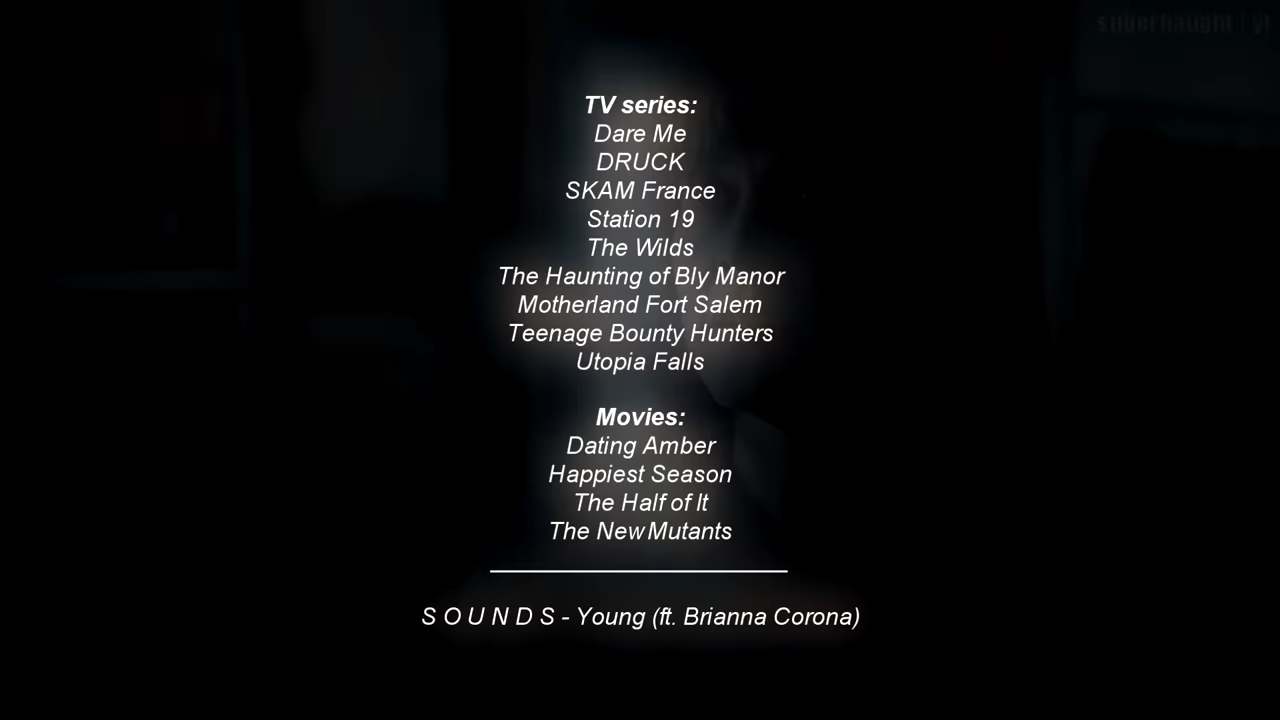 TV series:
Dare Me
DRUCK
SKAM France
Station 19
The Wilds
The Haunting of Bly Manor
Motherland Fort Salem
Teenage Bounty Hunters
Utopia Falls
Movies:
Dating Amber
Happiest Season
The Half of It
The New Mutants
S O U N D S - Young (ft. Brianna Corona)